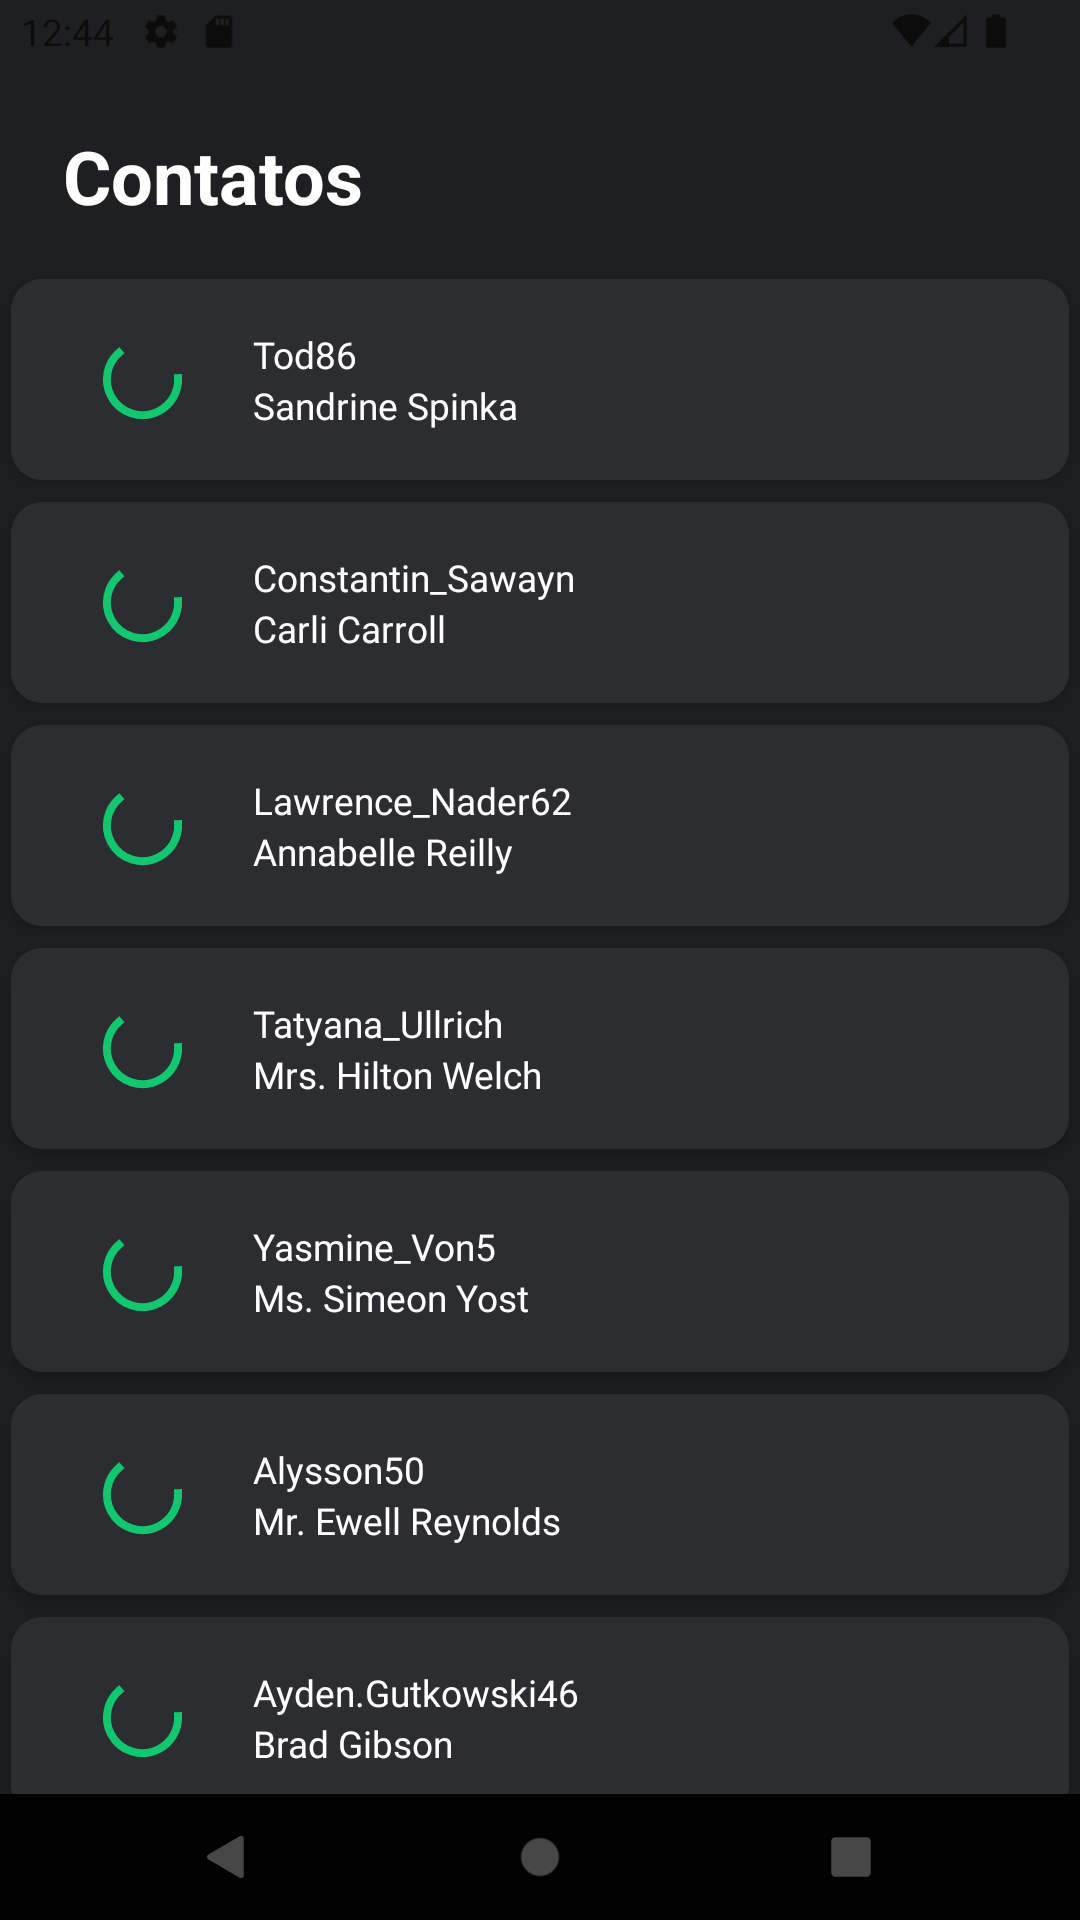 12:44
Contatos
Tod86
Sandrine Spinka
Constantin_Sawayn
Carli Carroll
Lawrence_Nader62
Annabelle Reilly
Tatyana_Ullrich
Mrs. Hilton Welch
Yasmine_Von5
Ms. Simeon Yost
Alysson50
Mr. Ewell Reynolds
Ayden.Gutkowski46
Brad Gibson